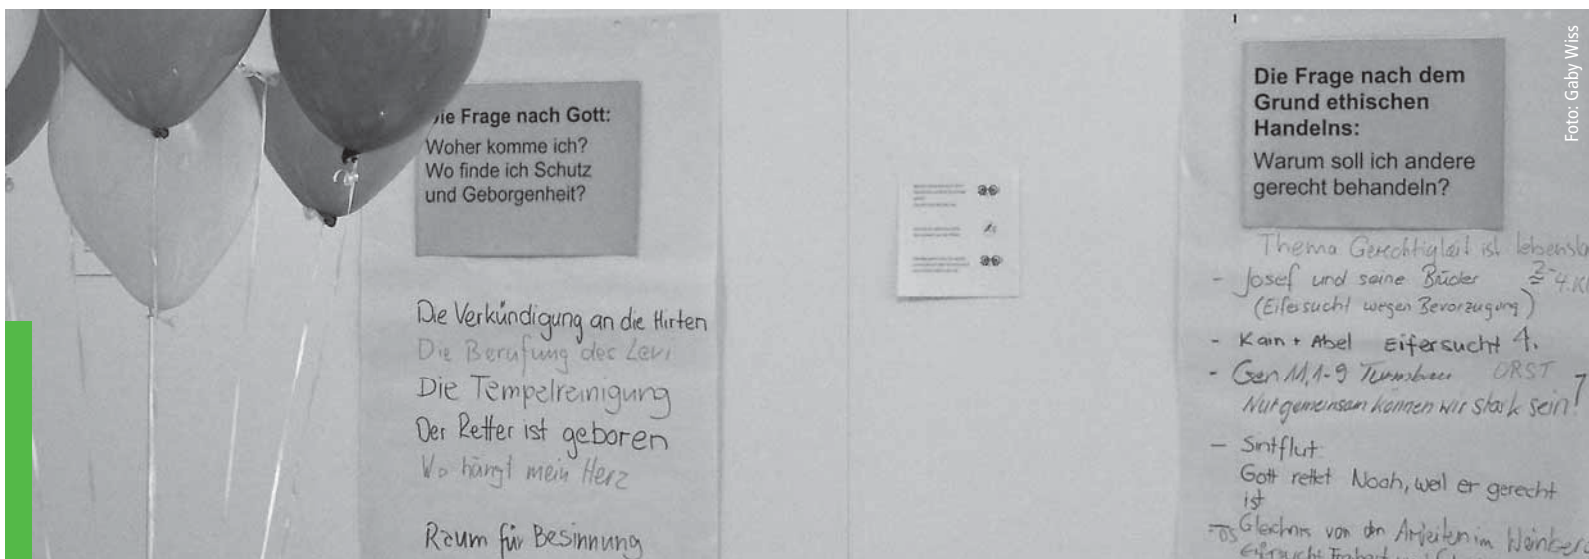 Die Frage nach Gott:
Woher komme ich?
Wo finde ich Schutz
und Geborgenheit?
Die Verkündigung an die Hirten
Die Berufung des Levi
Die Tempelreinigung
Der Retter ist geboren
Wo hängt mein Herz
Raum für Besinnung
Die Frage nach dem
Grund ethischen
Handelns:
Warum soll ich andere
gerecht behandeln?
Thema Gerechtigkeit ist
- Josef und seine Brüder
(Eifersucht wegen Bevorzugung)
- Kain + Abel Eifersucht 4.
- Gen 11,1-9 Turmbau ORST
Nur gemeinsam können wir stark sein!
- Sintflut
Gott rettet Noah, weil er gerecht
ist
Gleichnis von den Arbeitern im
Foto: Gaby Wiss